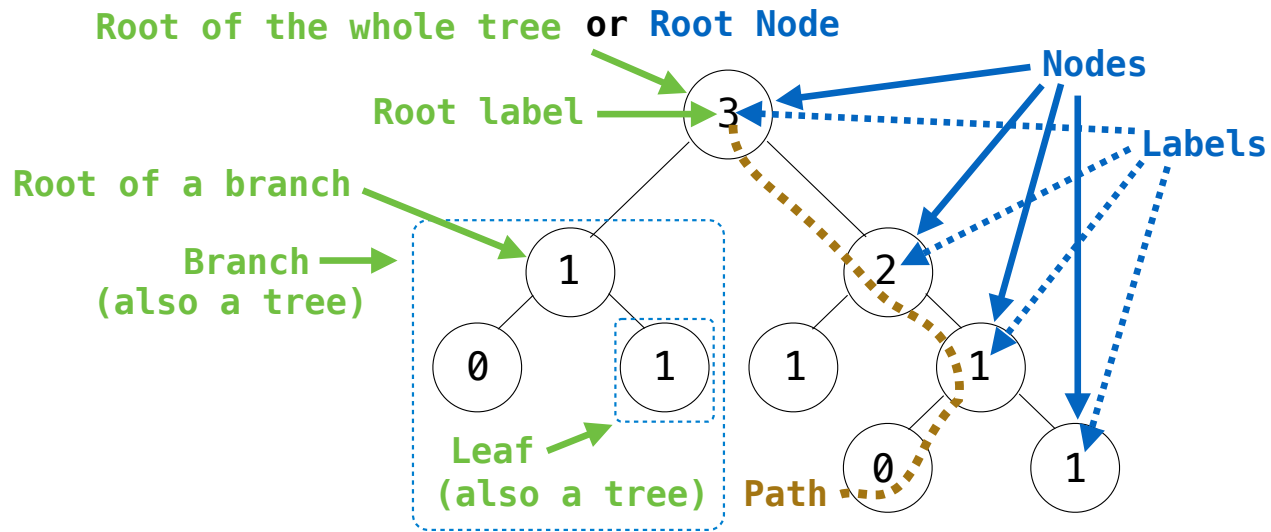 Root of the whole tree or Root Node
Nodes
Root label
3
Labels
Root of a branch
Branch
(also a tree)
1
2
0
1
1
1
Leaf
(also a tree)
Path
0
1